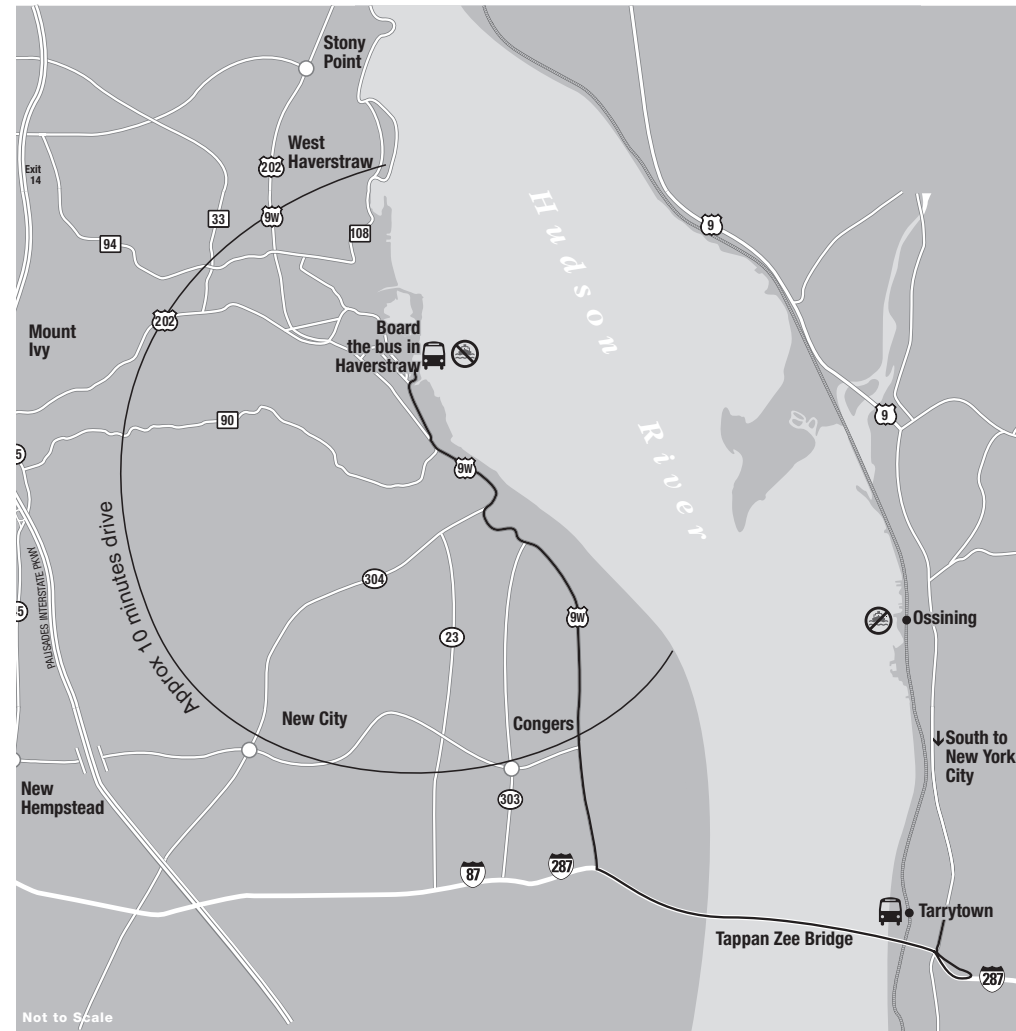 Stony
Point
West
Haverstraw
202
Exit
14
33
9W
108
94
9
202
Mount
Ivy
Board
the bus in
Haverstraw
Hudson
River
90
9
5
9W
PALISADES INTERSTATE PKWY
Approx 10 minutes drive
304
5
23
9W
Ossining
New City
Congers
South to
New York
City
New
Hempstead
303
87
287
Tarrytown
Tappan Zee Bridge
287
Not to Scale